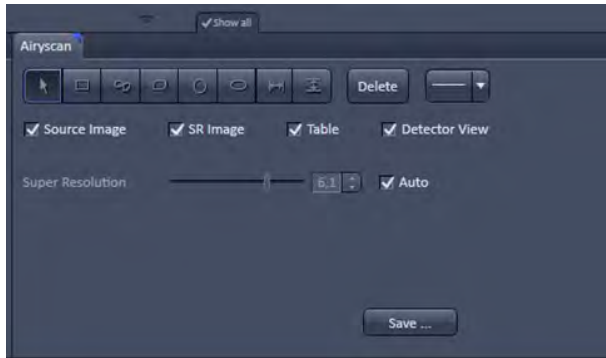 Show all
Airyscan
Delete
Source Image SR Image Table Detector View
Super Resolution 6,1 Auto
Save ...